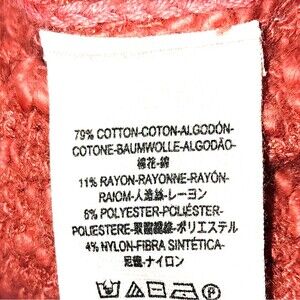 79% COTTON-COTON-ALGODÓN-
COTONE-BAUMWOLLE-ALGODÃO-
棉花-綿
11% RAYON-RAYONNE-RAYÓN-
RAIOM-人造絲-レーヨン
6% POLYESTER-POLIÉSTER-
POLIESTERE-聚脂纖維-ポリエステル
4% NYLON-FIBRA SINTÉTICA-
尼龍-ナイロン